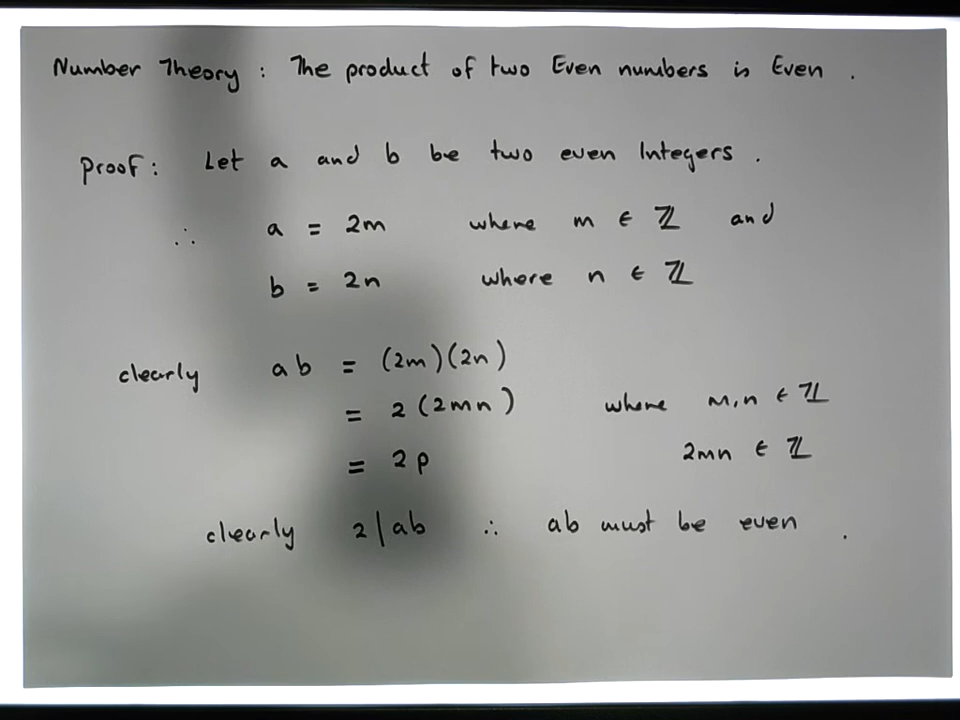 Number Theory : The product of two Even numbers is Even .
Proof : Let a and b be two even Integers .
∴ a = 2m where m ∈ ℤ and
b = 2n where n ∈ ℤ
clearly ab = (2m)(2n)
= 2(2mn) where m,n ∈ ℤ
= 2p 2mn ∈ ℤ
clearly 2|ab ∴ ab must be even .